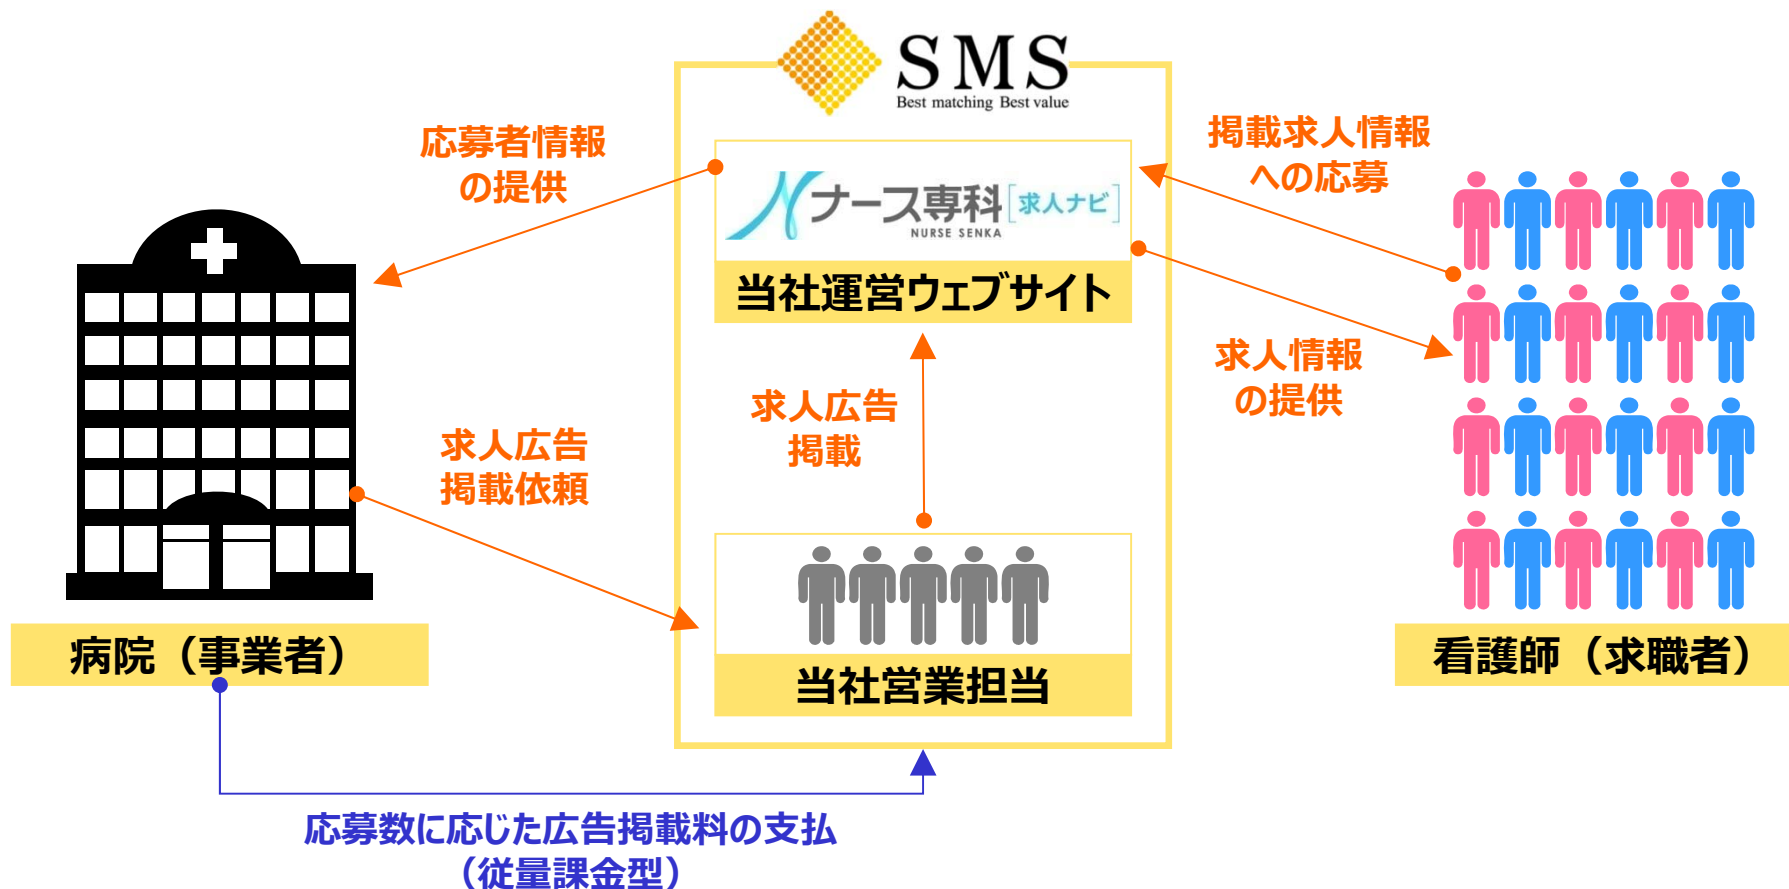 SMS
Best matching Best value
応募者情報
の提供
掲載求人情報
への応募
ナース専科［求人ナビ］
NURSE SENKA
当社運営ウェブサイト
求人情報
の提供
求人広告
掲載
求人広告
掲載依頼
病院（事業者）
当社営業担当
看護師（求職者）
応募数に応じた広告掲載料の支払
（従量課金型）